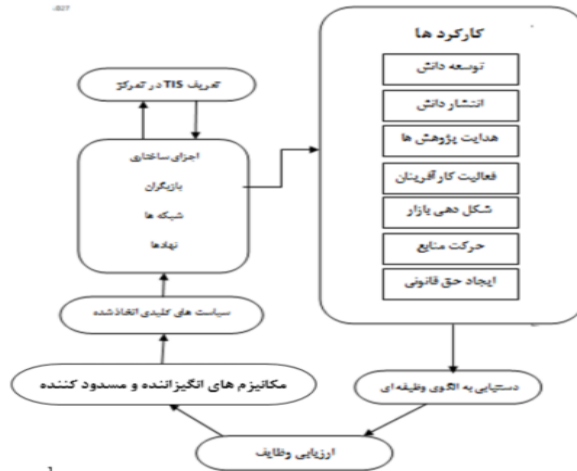 کارکرد ها
توسعه دانش
انتشار دانش
هدایت پژوهش ها
فعالیت کارآفرینان
شکل دهی بازار
حرکت منابع
ایجاد حق قانونی
تعریف TIS در تمرکز
اجزای ساختاری
بازیگران
شبکه ها
نهادها
سیاست های کلیدی اتخاذ شده
مکانیزم های انگیزاننده و مسدود کننده
دستیابی به الگوی وظیفه ای
ارزیابی وظایف